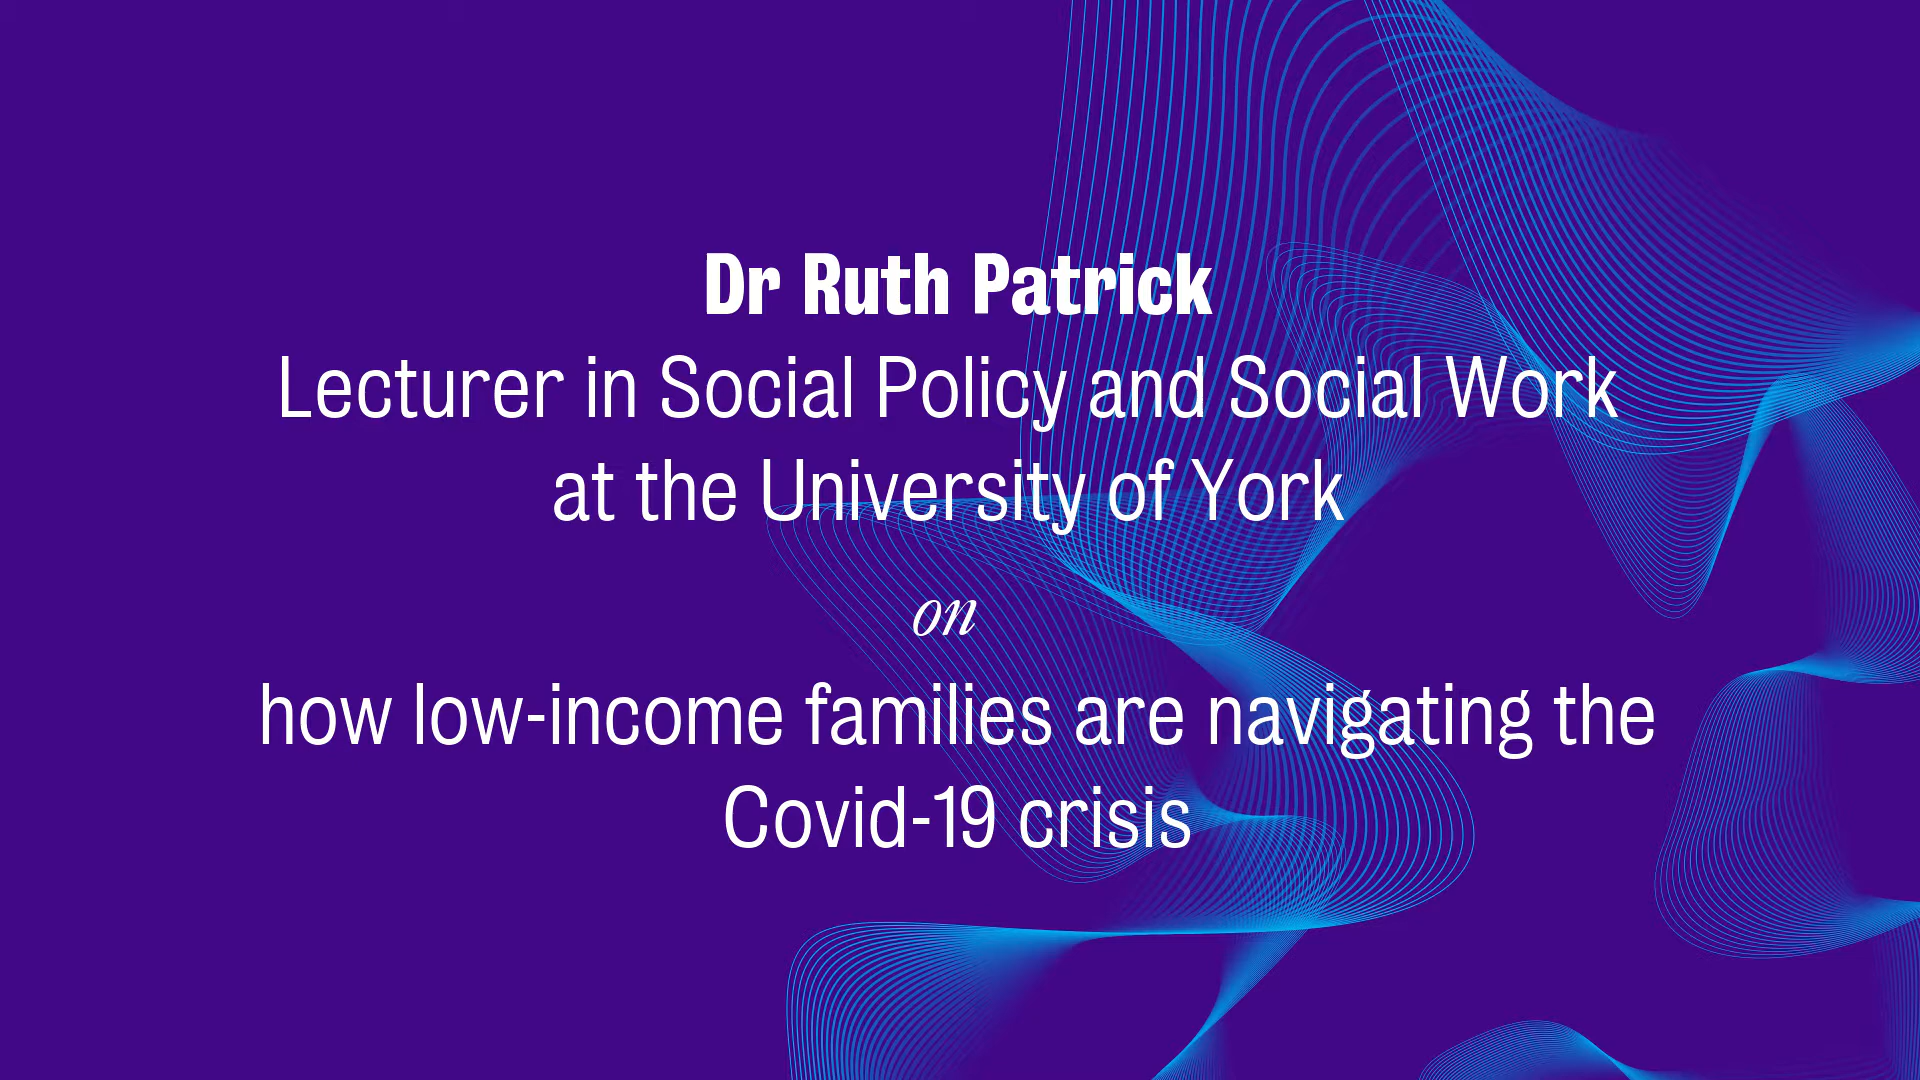 Dr Ruth Patrick
Lecturer in Social Policy and Social Work
at the University of York
on
how low-income families are navigating the
Covid-19 crisis